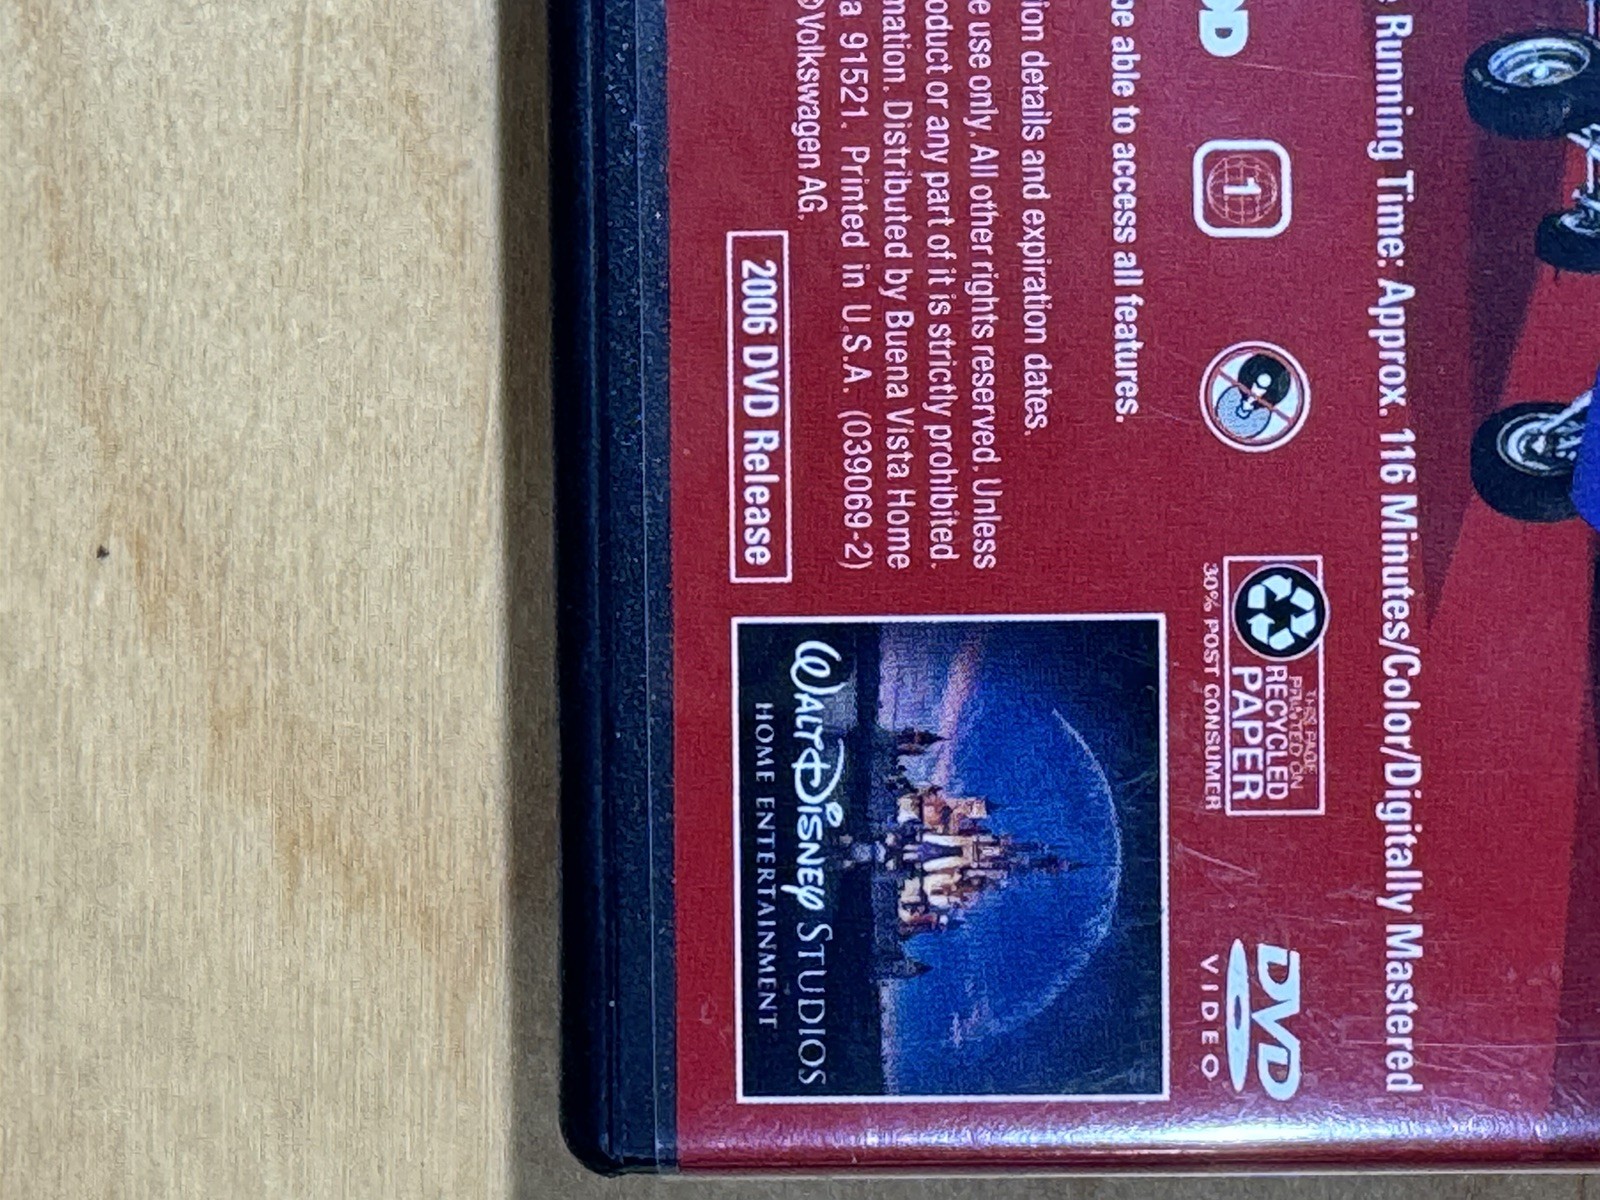 Running Time: Approx. 116 Minutes/Color/Digitally Mastered
1
THIS PAGE
PRINTED ON
RECYCLED
PAPER
30% POST CONSUMER
DVD
VIDEO
be able to access all features.
ion details and expiration dates.
e use only. All other rights reserved. Unless
oduct or any part of it is strictly prohibited.
mation. Distributed by Buena Vista Home
a 91521. Printed in U.S.A. (039069-2)
©Volkswagen AG.
2006 DVD Release
WALT DISNEY STUDIOS
HOME ENTERTAINMENT